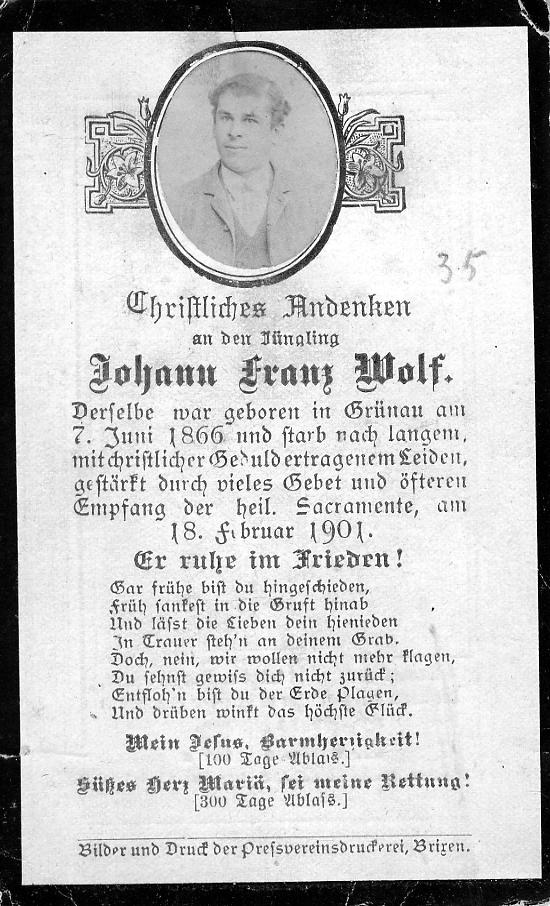 35
Christliches Andenken
an den Jüngling
Johann Franz Wolf.
Derselbe war geboren in Grünau am
7. Juni 1866 und starb nach langem,
mit christlicher Geduld ertragenem Leiden,
gestärkt durch vieles Gebet und öfteren
Empfang der heil. Sacramente, am
18. Februar 1901.
Er ruhe im Frieden!
Gar frühe bist du hingeschieden,
Früh sankest in die Gruft hinab
Und lässt die Lieben dein hienieden
In Trauer steh'n an deinem Grab.
Doch, nein, wir wollen nicht mehr klagen,
Du sehnst gewiss dich nicht zurück;
Entfloh'n bist du der Erde Plagen,
Und drüben winkt das höchste Glück.
Mein Jesus, Barmherzigkeit!
[100 Tage Ablass.]
Süßes Herz Mariä, sei meine Rettung!
[300 Tage Ablass.]
Bilder und Druck der Pressvereinsdruckerei, Brixen.